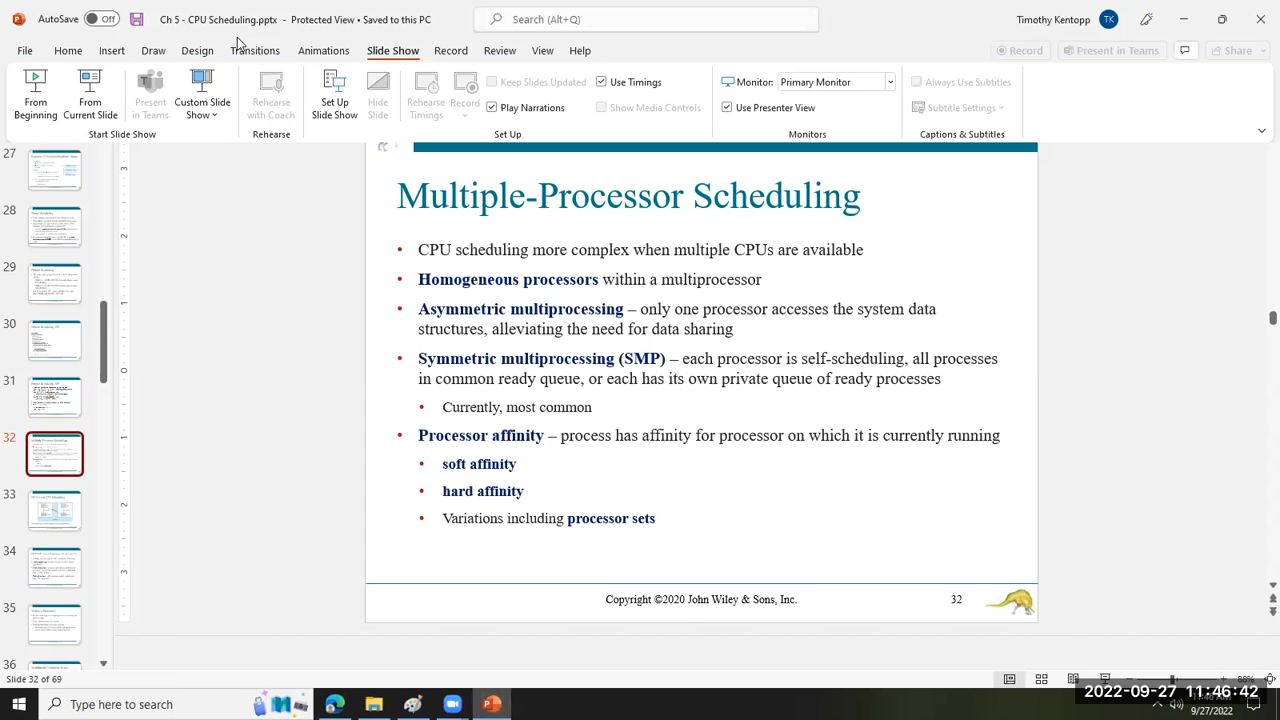 AutoSave Off Ch 5 - CPU Scheduling.pptx - Protected View • Saved to this PC Search (Alt+Q) Timothy Kentopp TK
File Home Insert Draw Design Transitions Animations Slide Show Record Review View Help Record Present in Teams Share
From Beginning
From Current Slide
Present in Teams
Custom Slide Show
Start Slide Show
Rehearse with Coach
Rehearse
Set Up Slide Show
Hide Slide
Rehearse Timings
Record
Keep Slides Updated
Play Narrations
Use Timings
Show Media Controls
Set Up
Monitor: Primary Monitor
Use Presenter View
Monitors
Always Use Subtitles
Subtitle Settings
Captions & Subtitles
27
28
29
30
31
32
33
34
35
36
2
1
0
1
2
3
Multiple-Processor Scheduling
• CPU scheduling more complex when multiple CPUs are available
• Homogeneous processors within a multiprocessor
• Asymmetric multiprocessing – only one processor accesses the system data
structures, alleviating the need for data sharing
• Symmetric multiprocessing (SMP) – each processor is self-scheduling, all processes
in common ready queue, or each has its own private queue of ready processes
• Currently, most common
• Processor affinity – process has affinity for processor on which it is currently running
• soft affinity
• hard affinity
• Variations including processor sets
Copyright ©2020 John Wiley & Sons, Inc. 32
Slide 32 of 69 88%
Type here to search
2022-09-27 11:46:42
9/27/2022